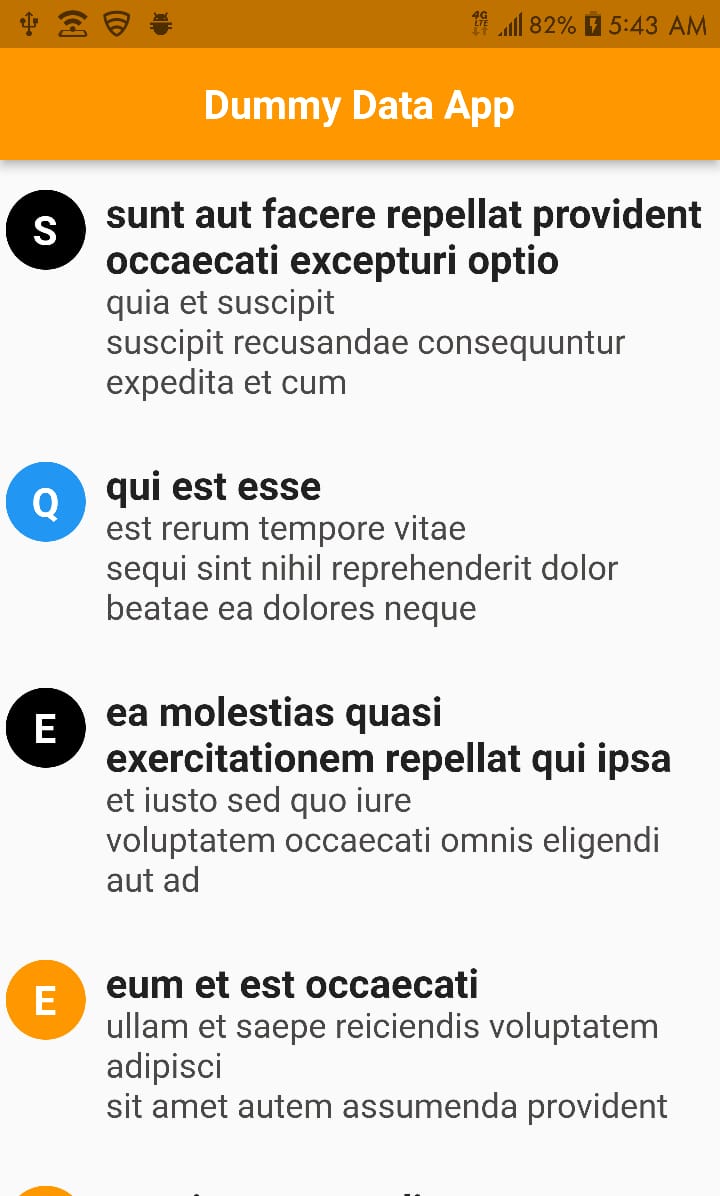 4G LTE 82% 5:43 AM
Dummy Data App
S
sunt aut facere repellat provident
occaecati excepturi optio
quia et suscipit
suscipit recusandae consequuntur
expedita et cum
Q
qui est esse
est rerum tempore vitae
sequi sint nihil reprehenderit dolor
beatae ea dolores neque
E
ea molestias quasi
exercitationem repellat qui ipsa
et iusto sed quo iure
voluptatem occaecati omnis eligendi
aut ad
E
eum et est occaecati
ullam et saepe reiciendis voluptatem
adipisci
sit amet autem assumenda provident